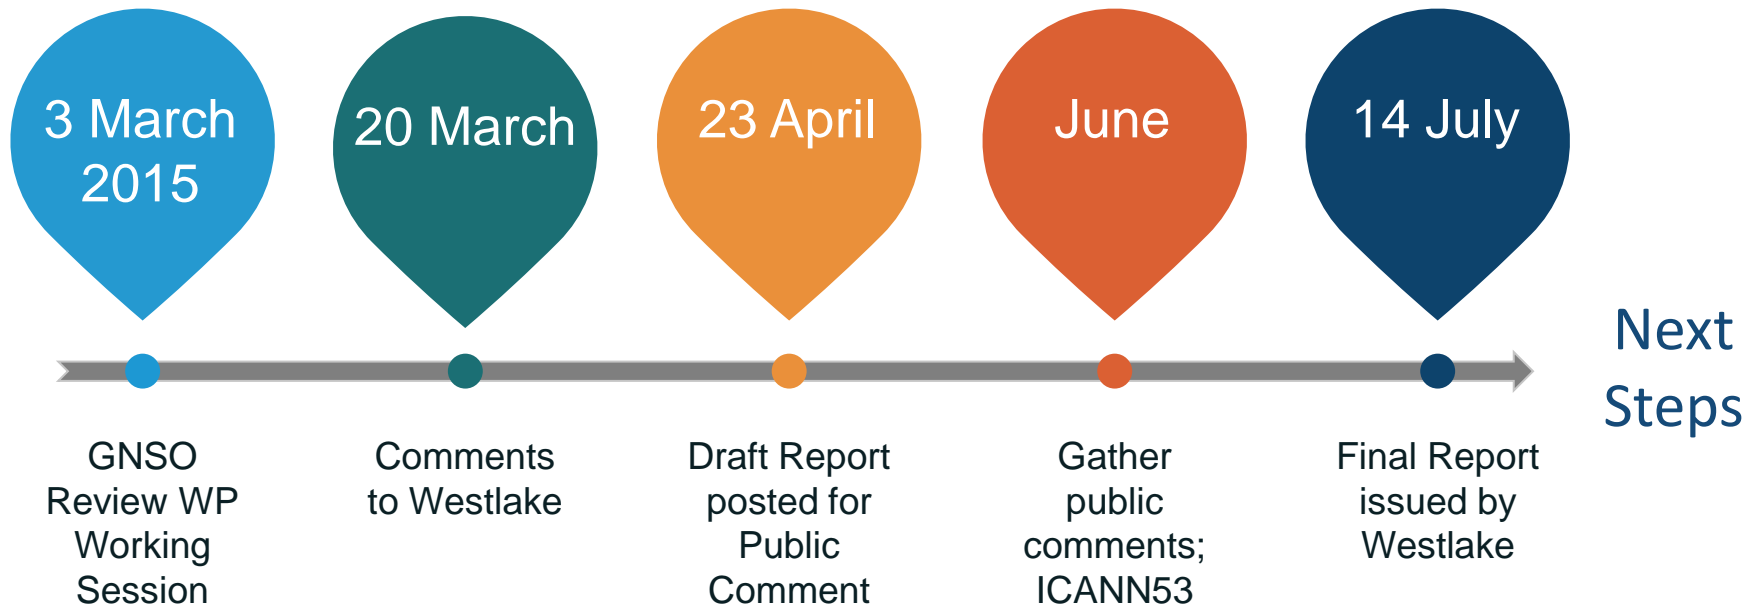 3 March
2015
20 March
23 April
June
14 July
Next
Steps
GNSO
Review WP
Working
Session
Comments
to Westlake
Draft Report
posted for
Public
Comment
Gather
public
comments;
ICANN53
Final Report
issued by
Westlake